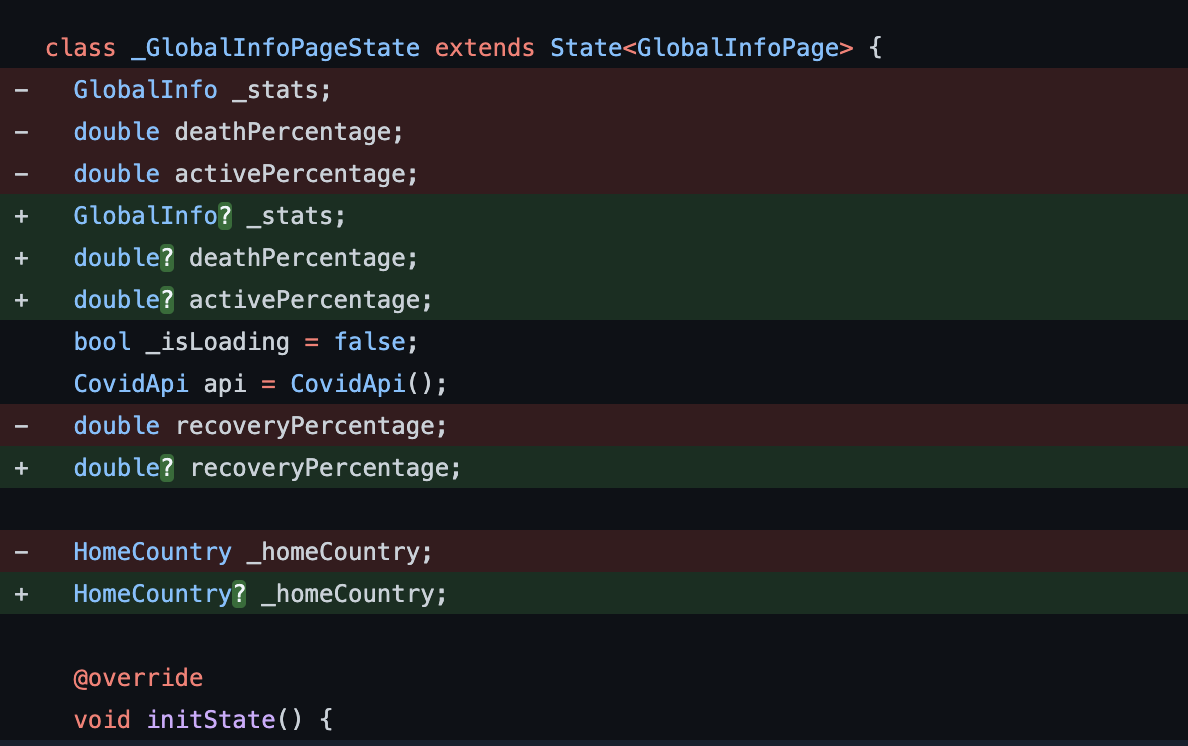 class _GlobalInfoPageState extends State<GlobalInfoPage> {
−  GlobalInfo _stats;
−  double deathPercentage;
−  double activePercentage;
+  GlobalInfo? _stats;
+  double? deathPercentage;
+  double? activePercentage;
bool _isLoading = false;
CovidApi api = CovidApi();
−  double recoveryPercentage;
+  double? recoveryPercentage;
−  HomeCountry _homeCountry;
+  HomeCountry? _homeCountry;
@override
void initState() {